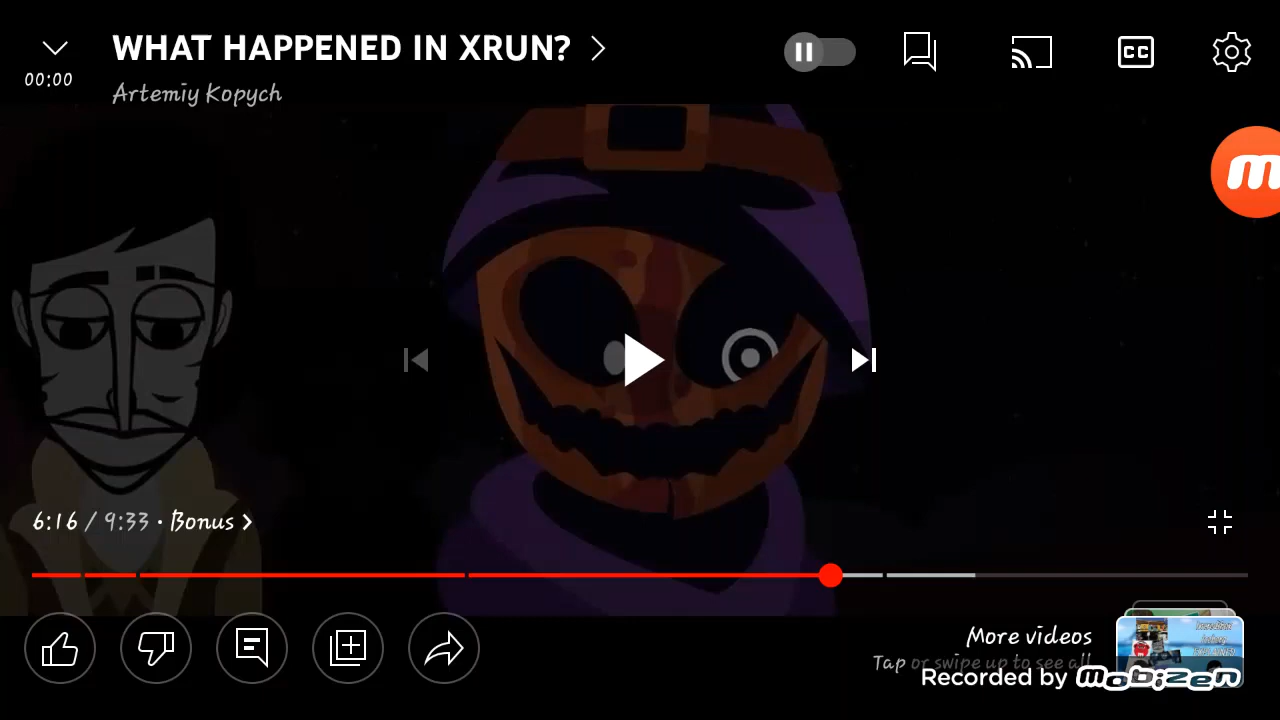 WHAT HAPPENED IN XRUN?
00:00
Artemiy Kopych
CC
6:16 / 9:33 · Bonus
More videos
Tap or swipe up to see all
Recorded by mobizen